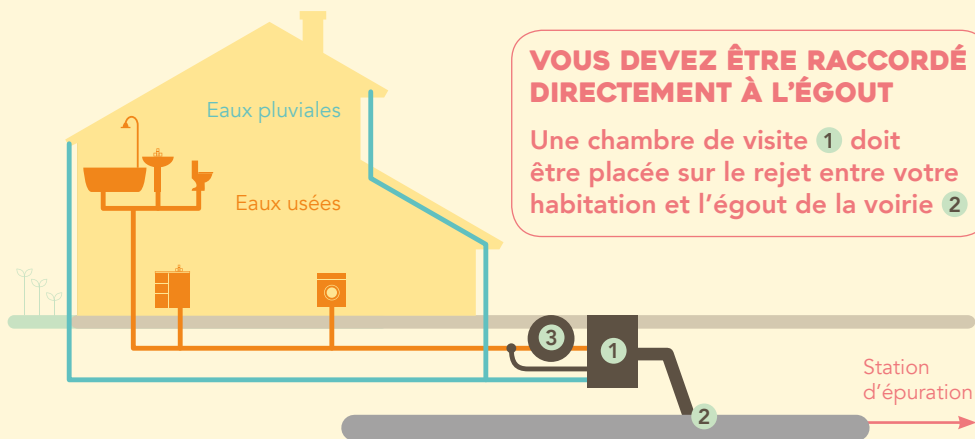 VOUS DEVEZ ÊTRE RACCORDÉ
DIRECTEMENT À L'ÉGOUT
Une chambre de visite 1 doit
être placée sur le rejet entre votre
habitation et l'égout de la voirie 2
Eaux pluviales
Eaux usées
3
1
2
Station
d'épuration